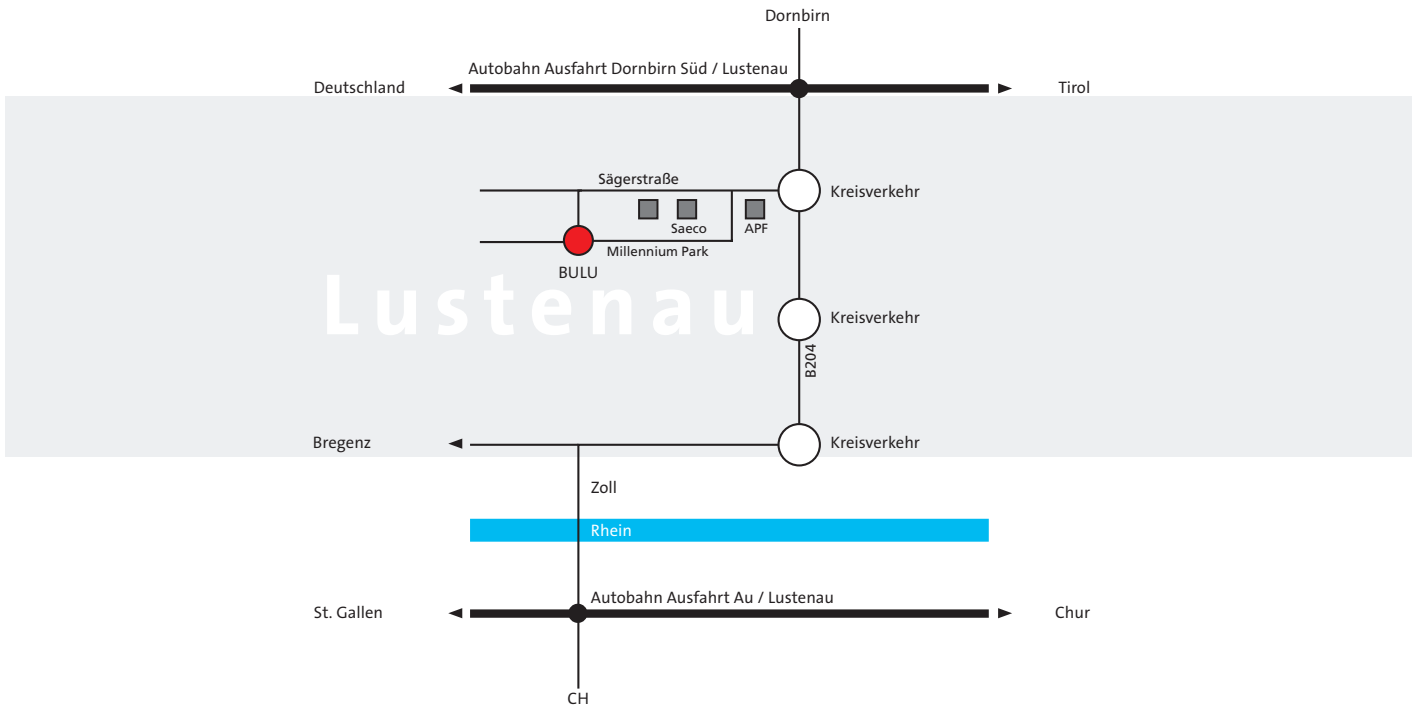 Dornbirn
Autobahn Ausfahrt Dornbirn Süd / Lustenau
Deutschland
Tirol
Sägerstraße
Kreisverkehr
Saeco
APF
Millennium Park
BULU
Lustenau
Kreisverkehr
B204
Bregenz
Kreisverkehr
Zoll
Rhein
Autobahn Ausfahrt Au / Lustenau
St. Gallen
Chur
CH